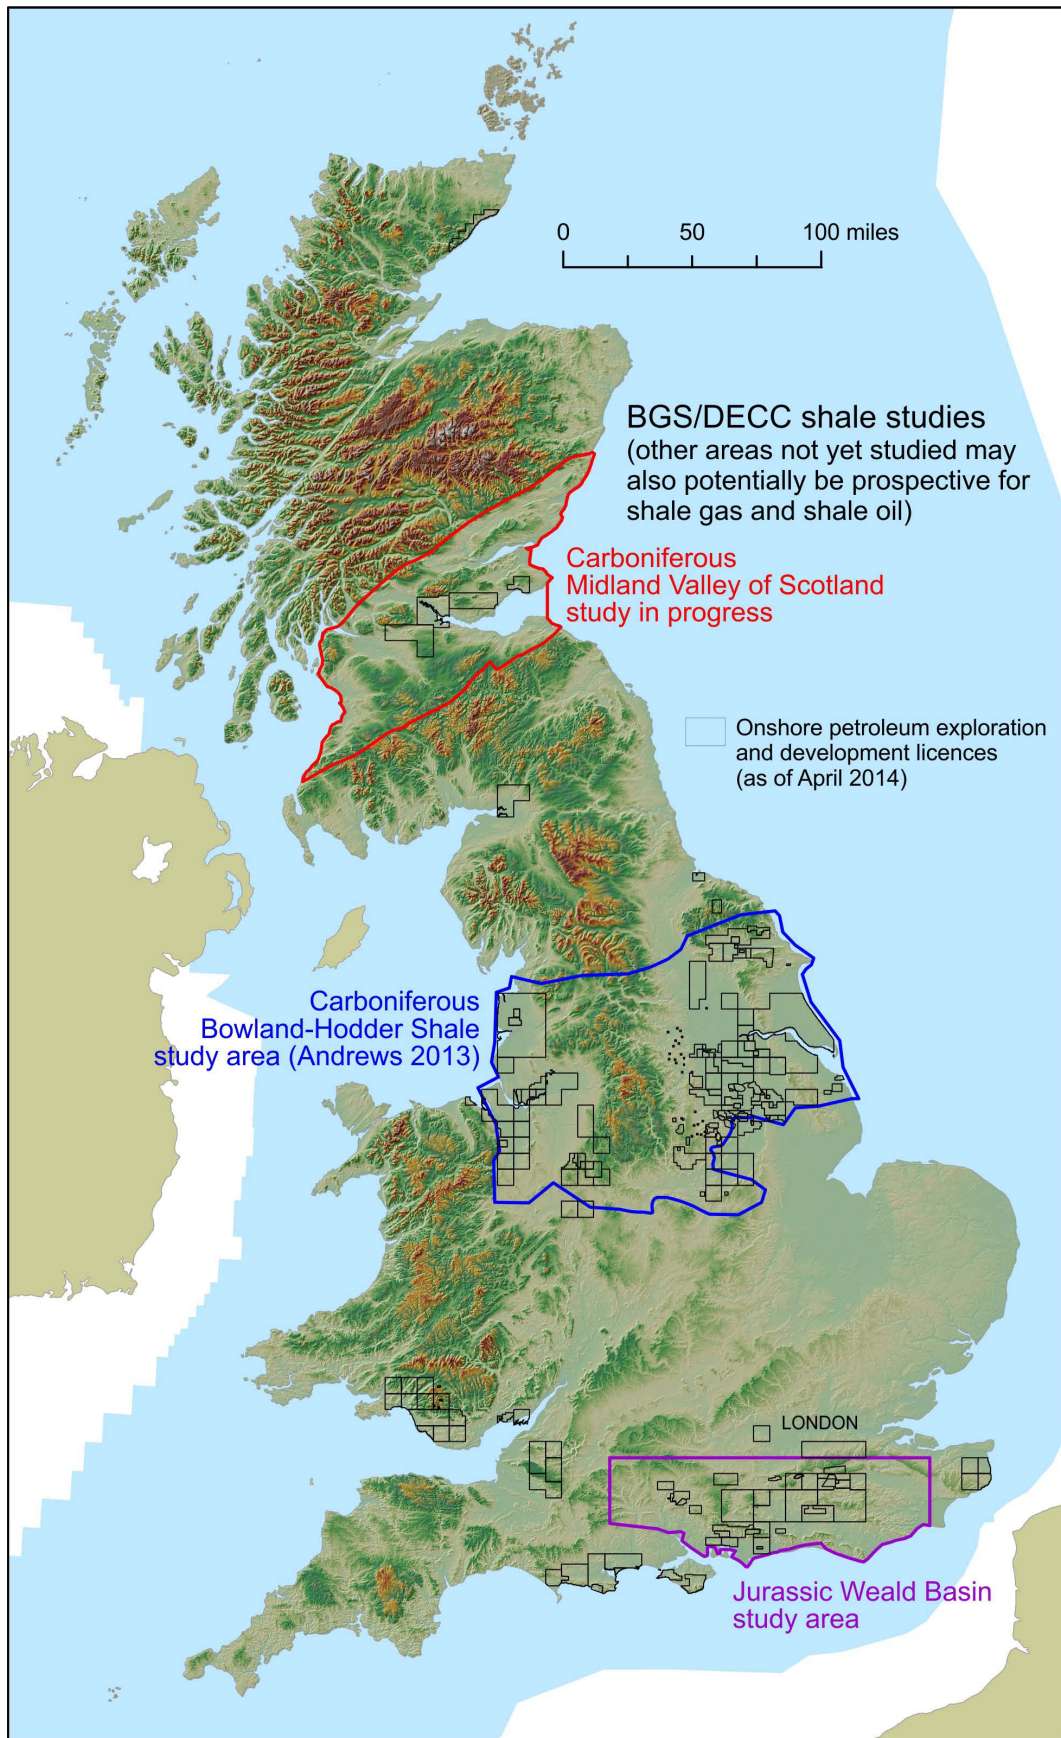 0 50 100 miles
BGS/DECC shale studies
(other areas not yet studied may
also potentially be prospective for
shale gas and shale oil)
Carboniferous
Midland Valley of Scotland
study in progress
Onshore petroleum exploration
and development licences
(as of April 2014)
Carboniferous
Bowland-Hodder Shale
study area (Andrews 2013)
LONDON
Jurassic Weald Basin
study area